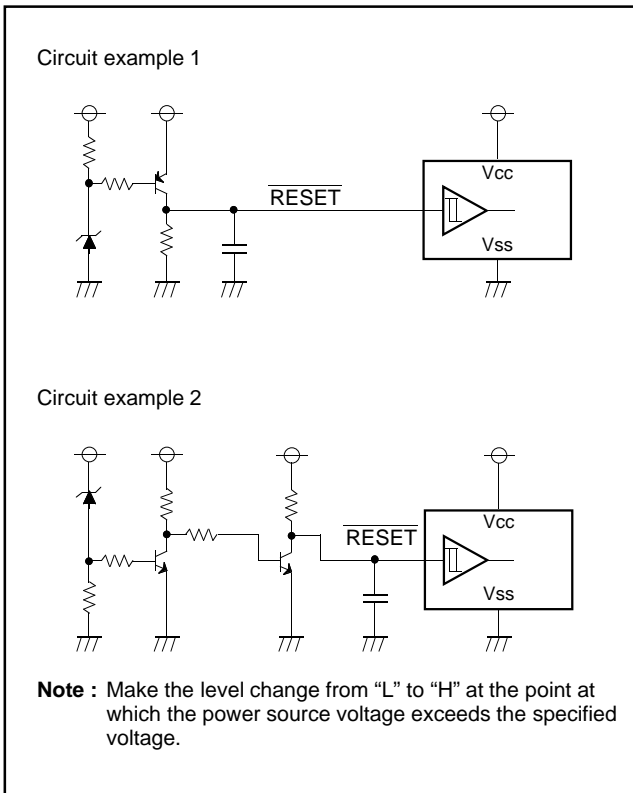 Circuit example 1
RESET
Vcc
Vss
Circuit example 2
RESET
Vcc
Vss
Note : Make the level change from “L” to “H” at the point at
which the power source voltage exceeds the specified
voltage.